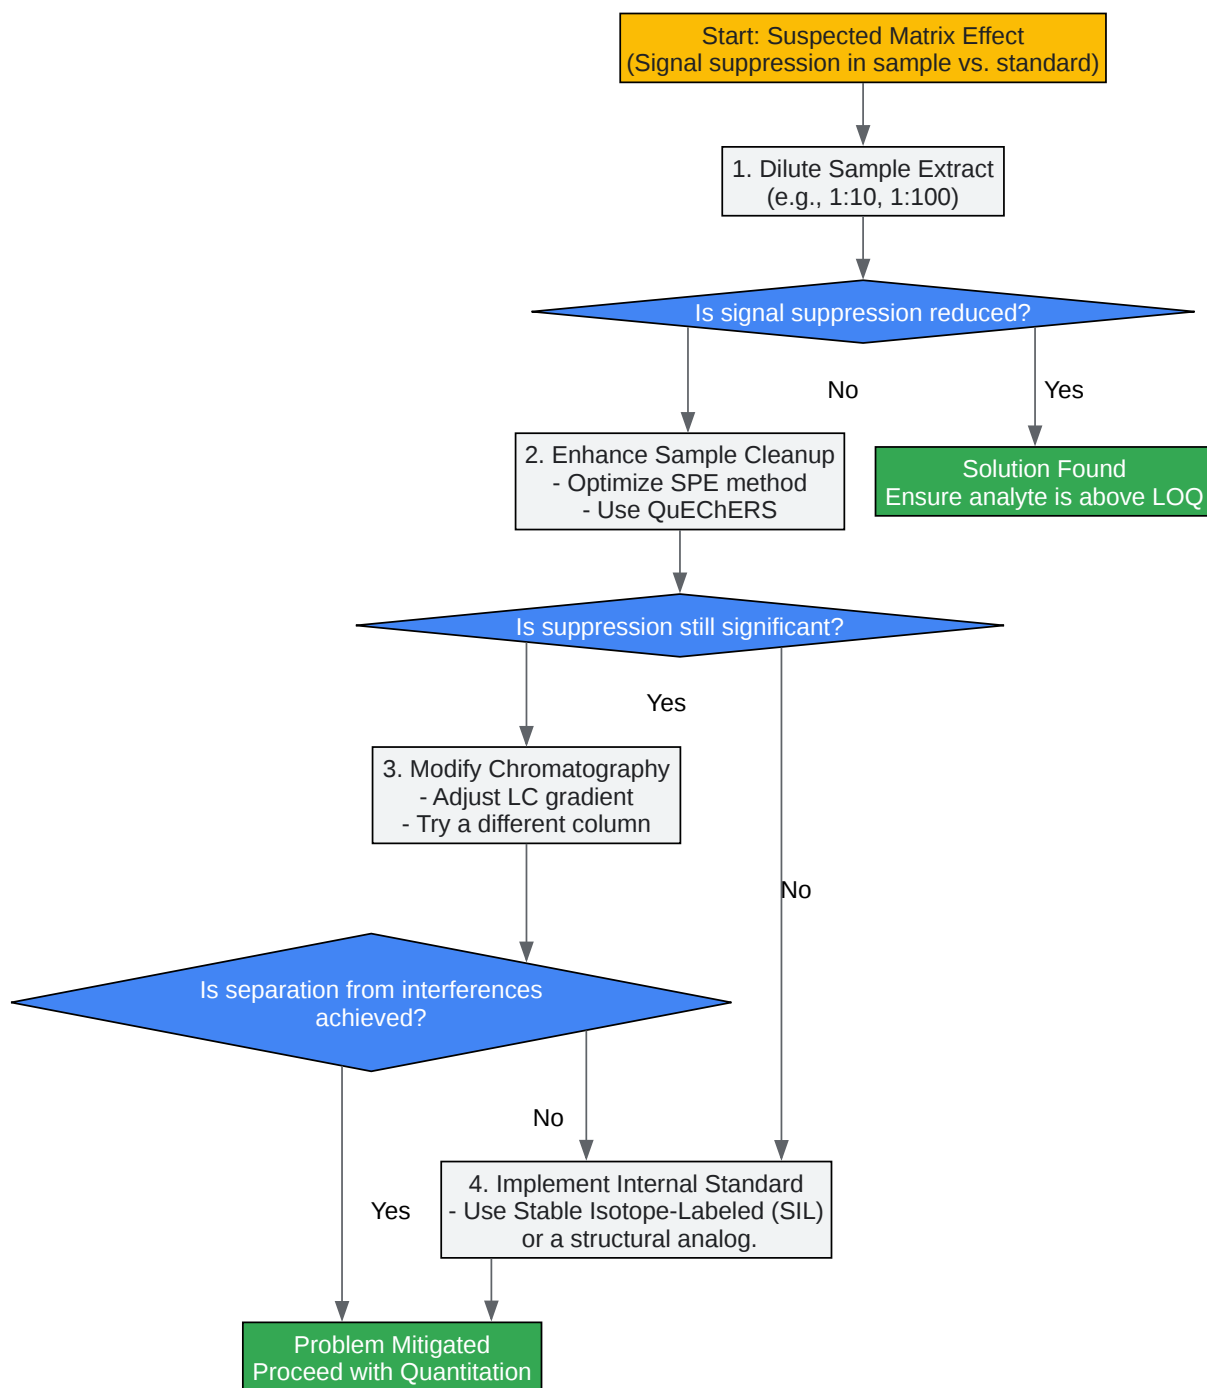 Start: Suspected Matrix Effect
(Signal suppression in sample vs. standard)
1. Dilute Sample Extract
(e.g., 1:10, 1:100)
Is signal suppression reduced?
No
Yes
2. Enhance Sample Cleanup
- Optimize SPE method
- Use QuEChERS
Solution Found
Ensure analyte is above LOQ
Is suppression still significant?
Yes
3. Modify Chromatography
- Adjust LC gradient
- Try a different column
No
Is separation from interferences
achieved?
No
Yes
4. Implement Internal Standard
- Use Stable Isotope-Labeled (SIL)
or a structural analog.
Problem Mitigated
Proceed with Quantitation